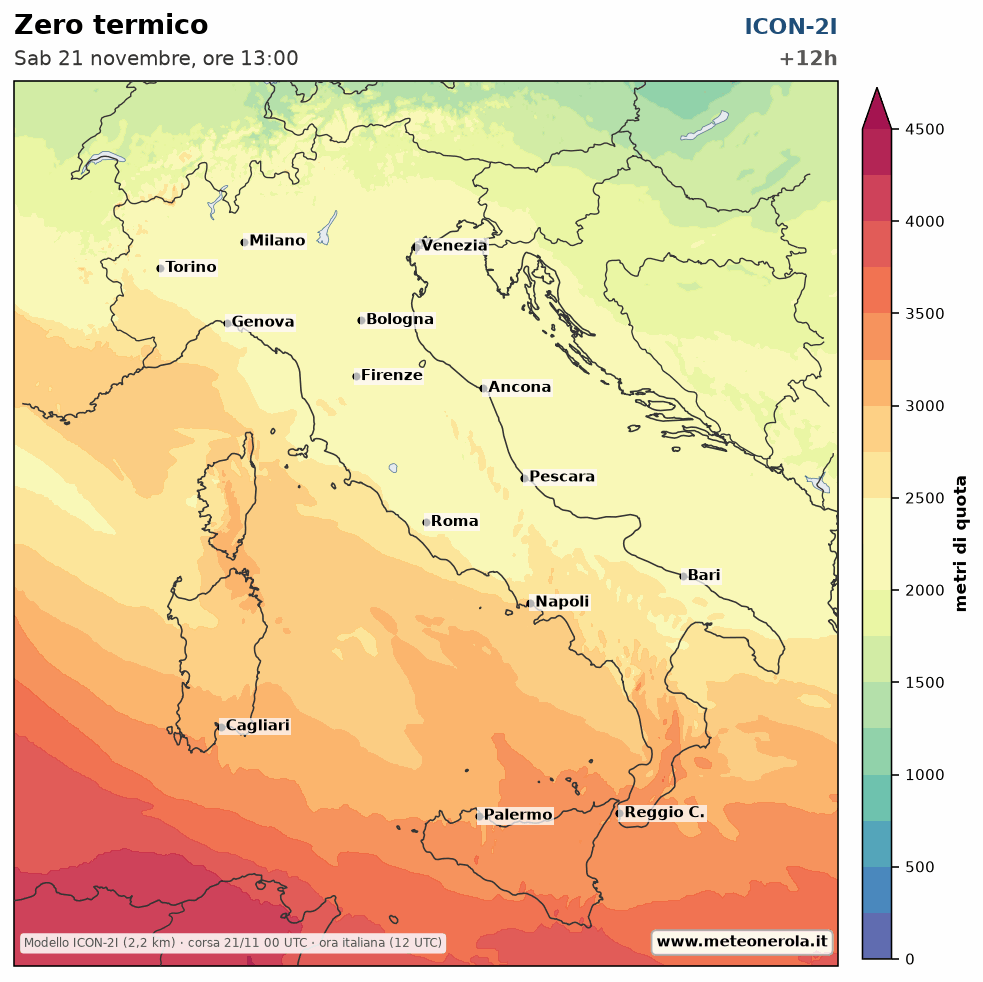 Zero termico
ICON-2I
Sab 21 novembre, ore 13:00
+12h
4500
4000
3500
3000
2500
2000
1500
1000
500
0
metri di quota
Milano
Venezia
Torino
Genova
Bologna
Firenze
Ancona
Pescara
Roma
Bari
Napoli
Cagliari
Palermo
Reggio C.
Modello ICON-2I (2,2 km) · corsa 21/11 00 UTC · ora italiana (12 UTC)
www.meteonerola.it